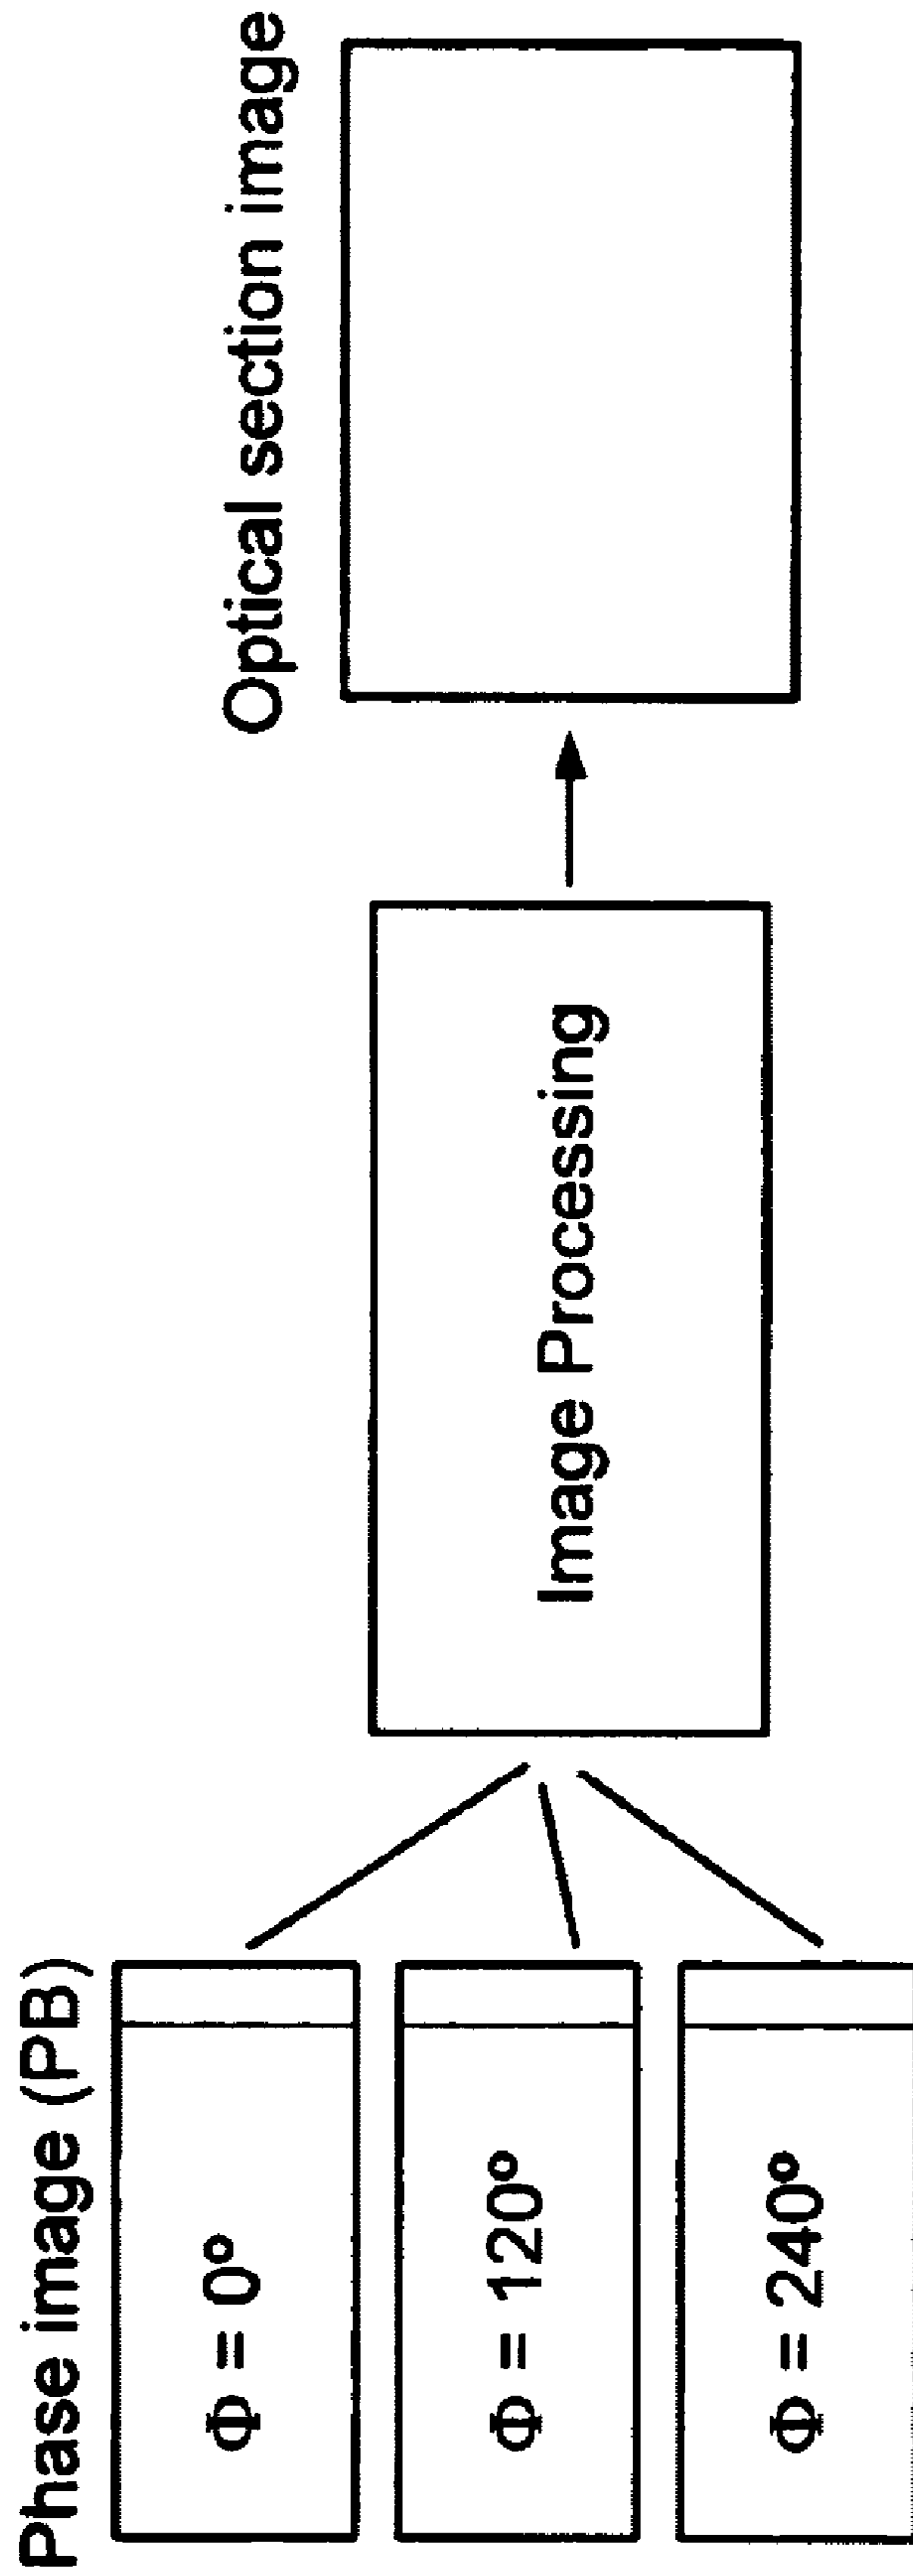 Phase image (PB)
Φ = 0°
Φ = 120°
Φ = 240°
Image Processing
Optical section image